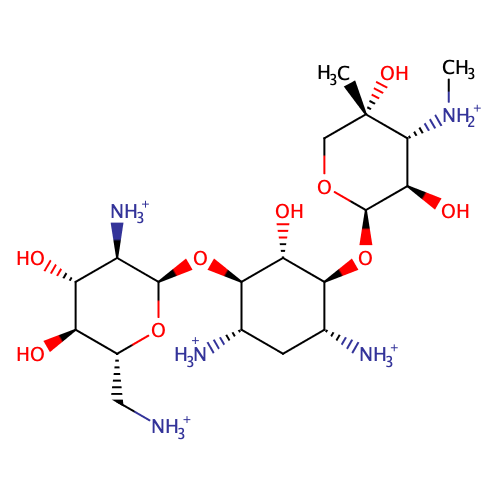 CH₃
H₃C OH
NH₂⁺
NH₃⁺ OH O OH
HO O O
O
HO H₃N⁺ NH₃⁺
NH₃⁺